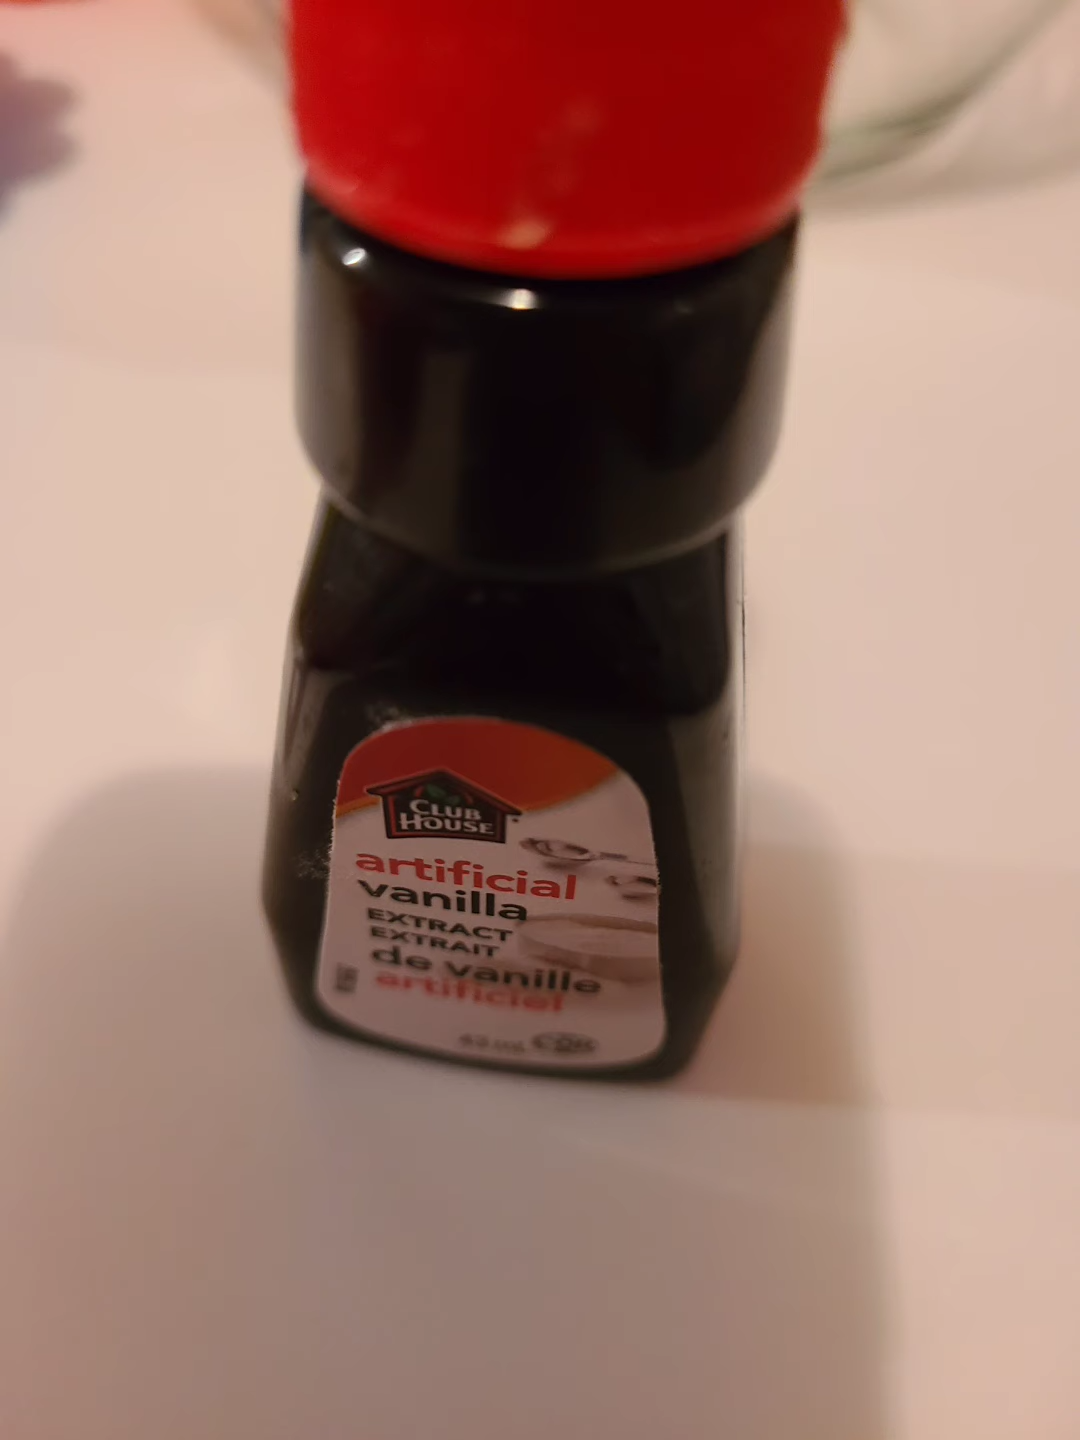 CLUB
HOUSE
artificial
vanilla
EXTRACT
EXTRAIT
de vanille
artificiel